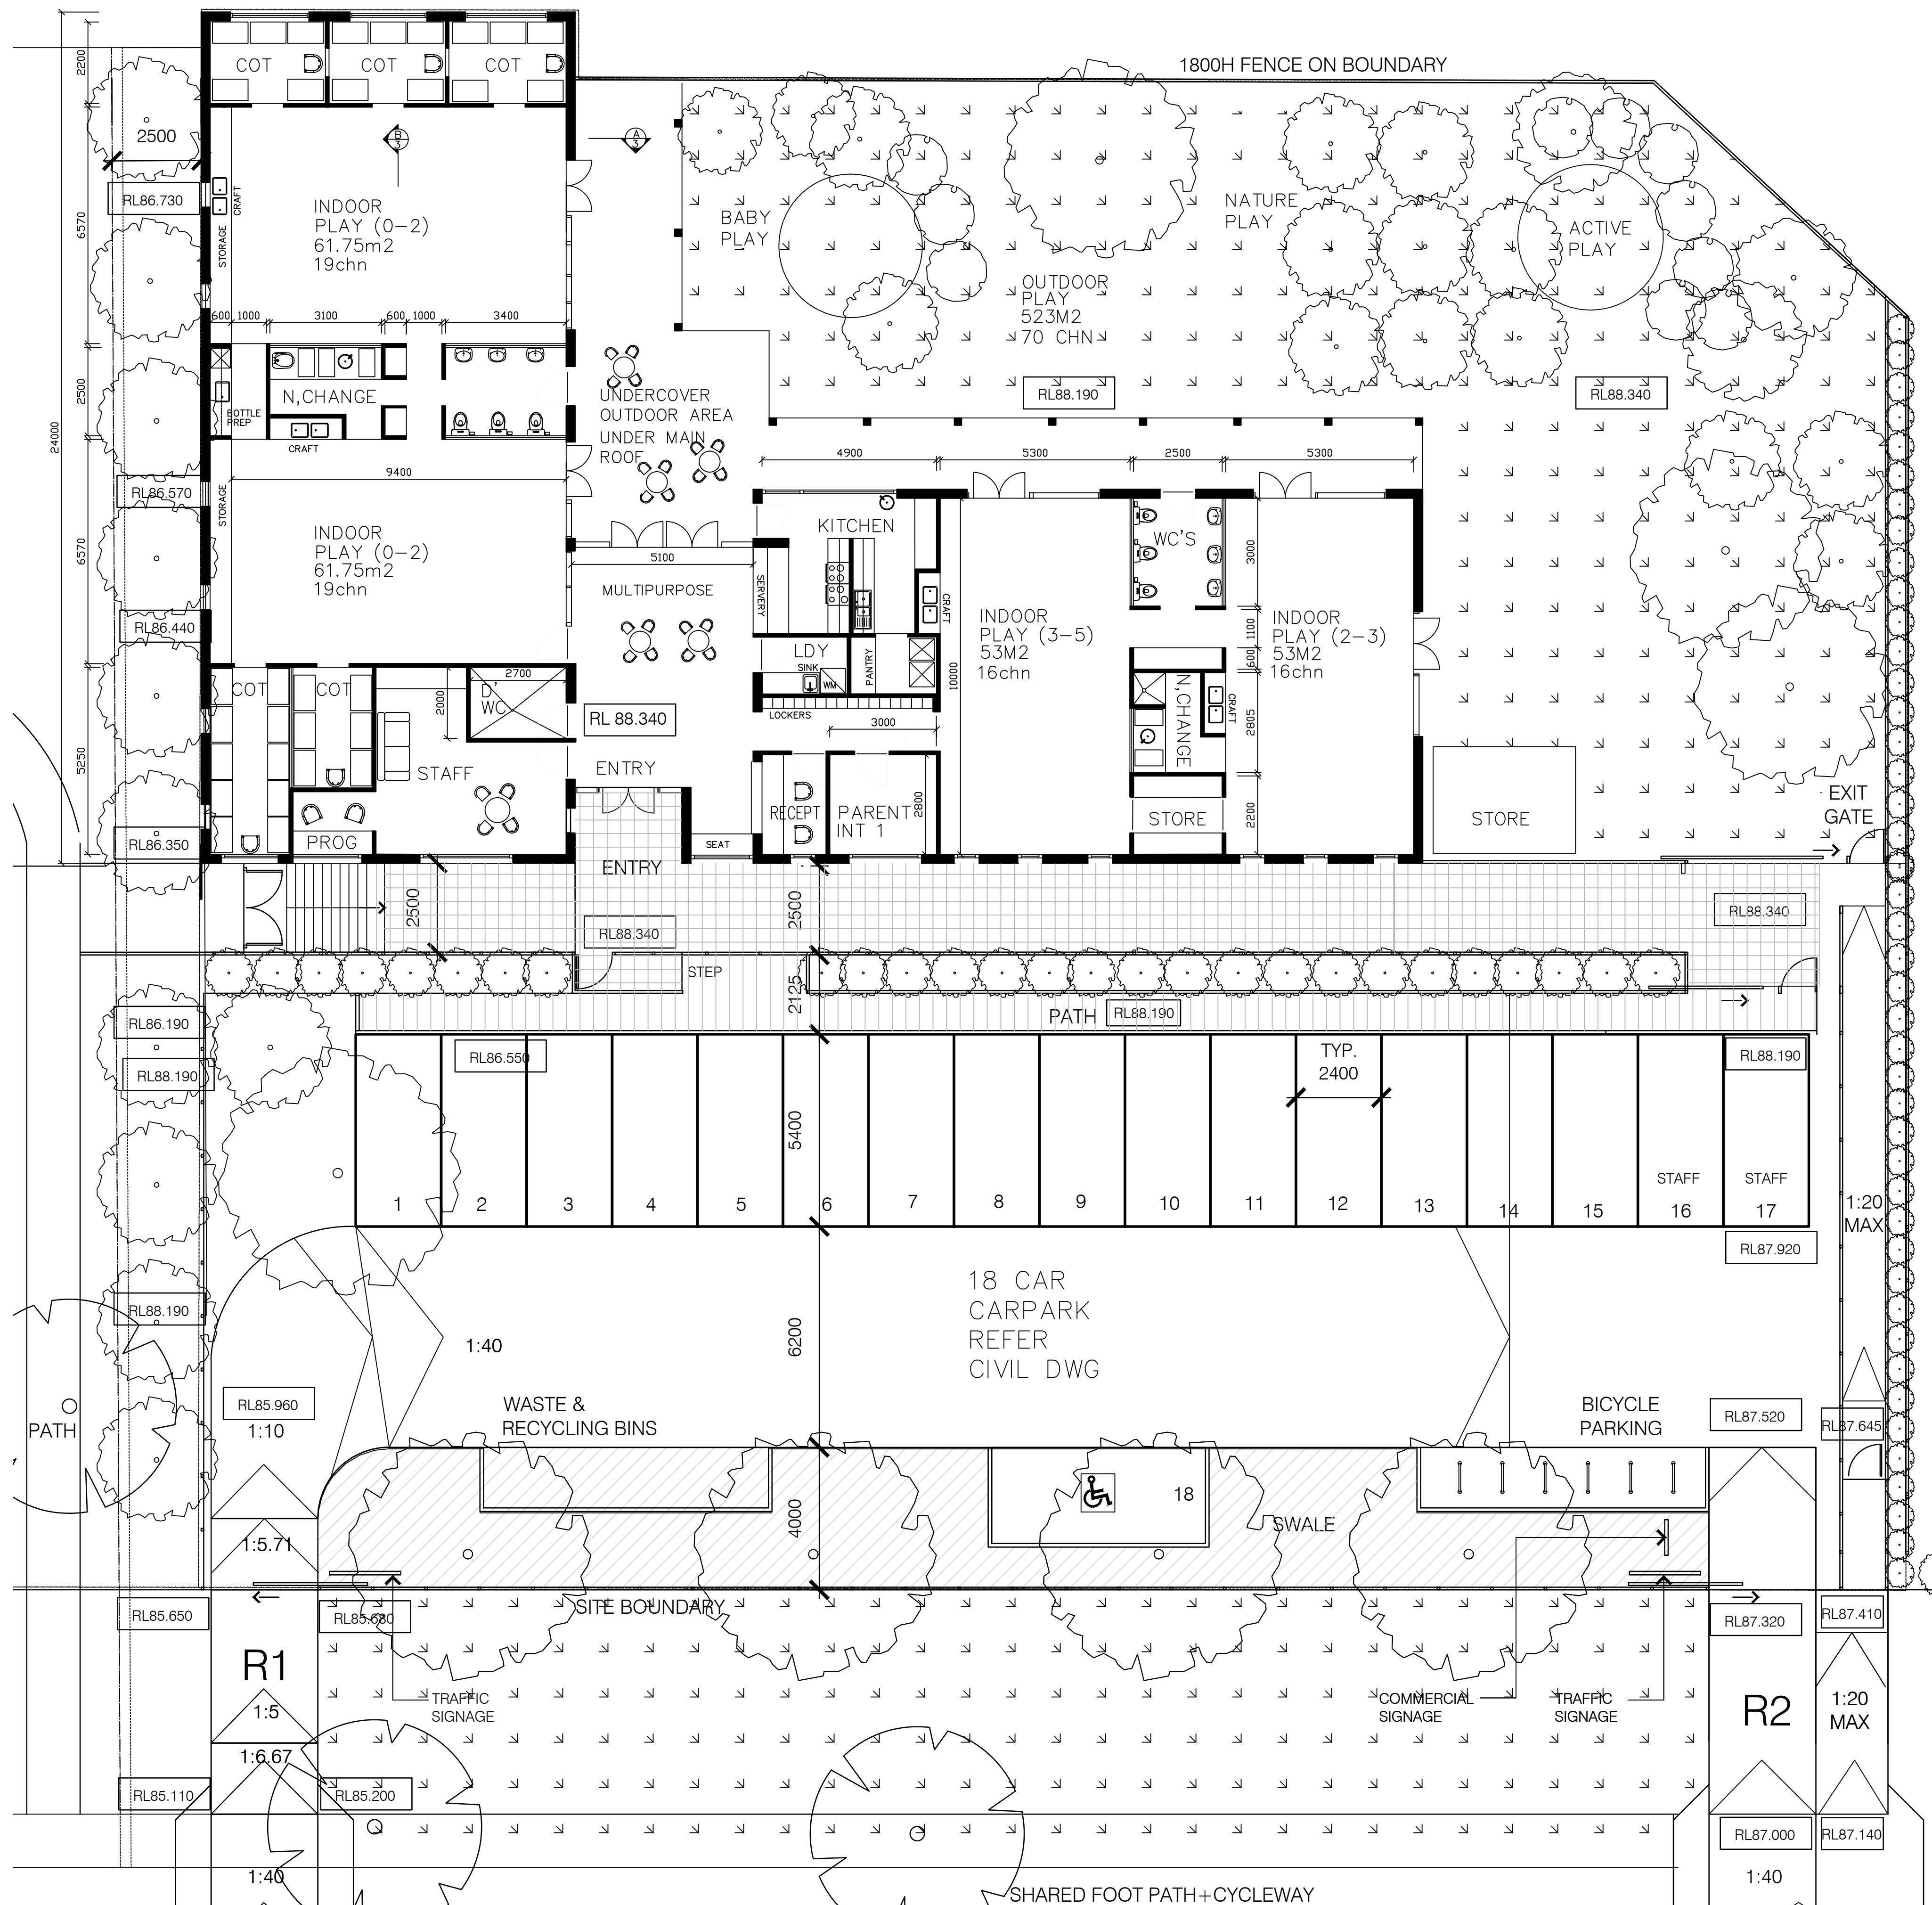 1800H FENCE ON BOUNDARY
COT
COT
COT
2200
2500
B
3
A
3
RL86.730
CRAFT
STORAGE
6570
INDOOR
PLAY (0-2)
61.75m2
19chn
BABY
PLAY
NATURE
PLAY
ACTIVE
PLAY
OUTDOOR
PLAY
523M2
70 CHN
600
1000
3100
600
1000
3400
2500
24000
N,CHANGE
BOTTLE
PREP
CRAFT
UNDERCOVER
OUTDOOR AREA
UNDER MAIN
ROOF
RL88.190
RL88.340
9400
4900
5300
2500
5300
RL86.570
STORAGE
INDOOR
PLAY (0-2)
61.75m2
19chn
6570
RL86.440
5100
MULTIPURPOSE
SERVERY
KITCHEN
CRAFT
WC'S
3000
INDOOR
PLAY (3-5)
53M2
16chn
INDOOR
PLAY (2-3)
53M2
16chn
1100
600
LDY
SINK
WM
PANTRY
10000
COT
COT
2700
D'
WC
2000
RL 88.340
LOCKERS
3000
N,CHANGE
CRAFT
2805
5250
STAFF
ENTRY
RECEPT
PARENT
INT 1
2800
PROG
SEAT
STORE
2200
STORE
EXIT
GATE
RL86.350
ENTRY
2500
2500
RL88.340
RL88.340
STEP
2125
PATH
RL88.190
RL86.190
RL88.190
RL86.550
TYP.
2400
RL88.190
5400
STAFF
STAFF
1
2
3
4
5
6
7
8
9
10
11
12
13
14
15
16
17
1:20
MAX
RL87.920
18 CAR
CARPARK
REFER
CIVIL DWG
RL88.190
1:40
6200
RL85.960
1:10
PATH
WASTE &
RECYCLING BINS
BICYCLE
PARKING
RL87.520
RL87.645
18
4000
SWALE
1:5.71
RL85.650
RL85.680
SITE BOUNDARY
RL87.320
RL87.410
R1
TRAFFIC
SIGNAGE
COMMERCIAL
SIGNAGE
TRAFFIC
SIGNAGE
R2
1:20
MAX
1:5
1:6.67
RL85.110
RL85.200
RL87.000
RL87.140
1:40
1:40
SHARED FOOT PATH+CYCLEWAY